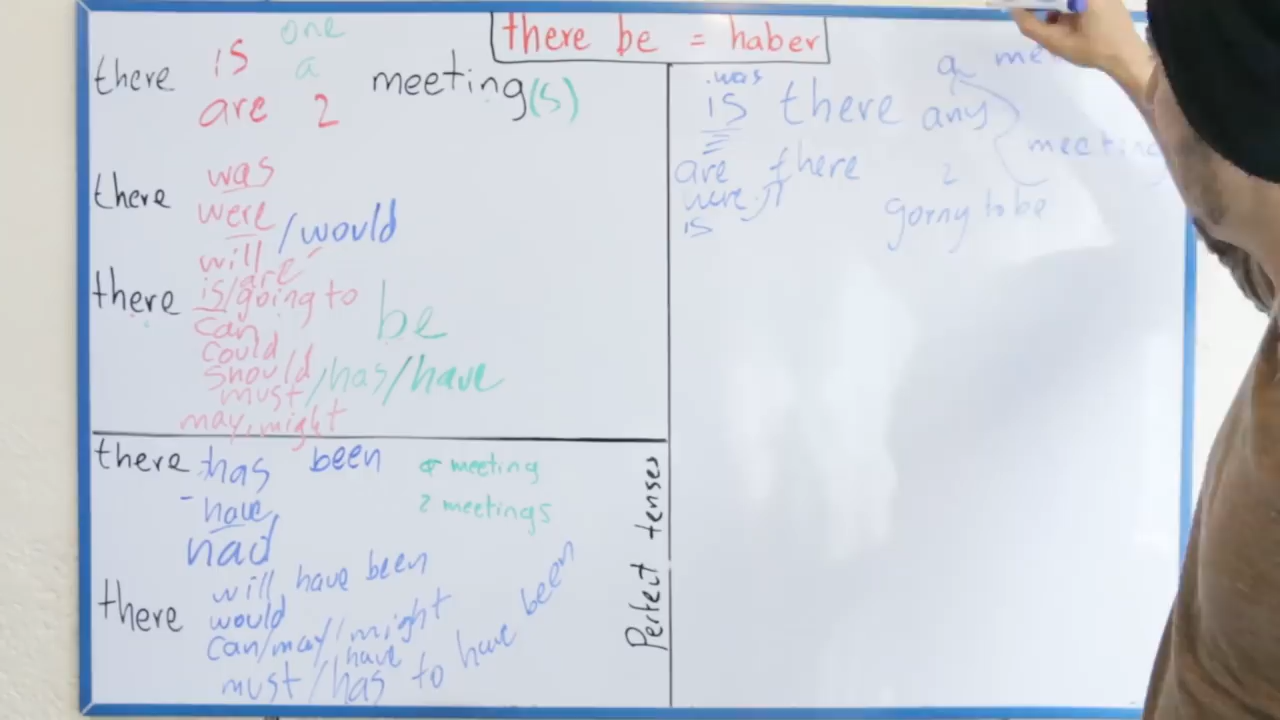 there be = haber
one
there is a meeting(s)
are 2
was
there
were
/would
will
are
there is/going to be
can
could
should/has/have
must
may, might
there has been a meeting
- have 2 meetings
had
will have been
there would
can/may/might
have
must/has to have been
Perfect tenses
was a
is there any
meeting
are there 2
were
is going to be